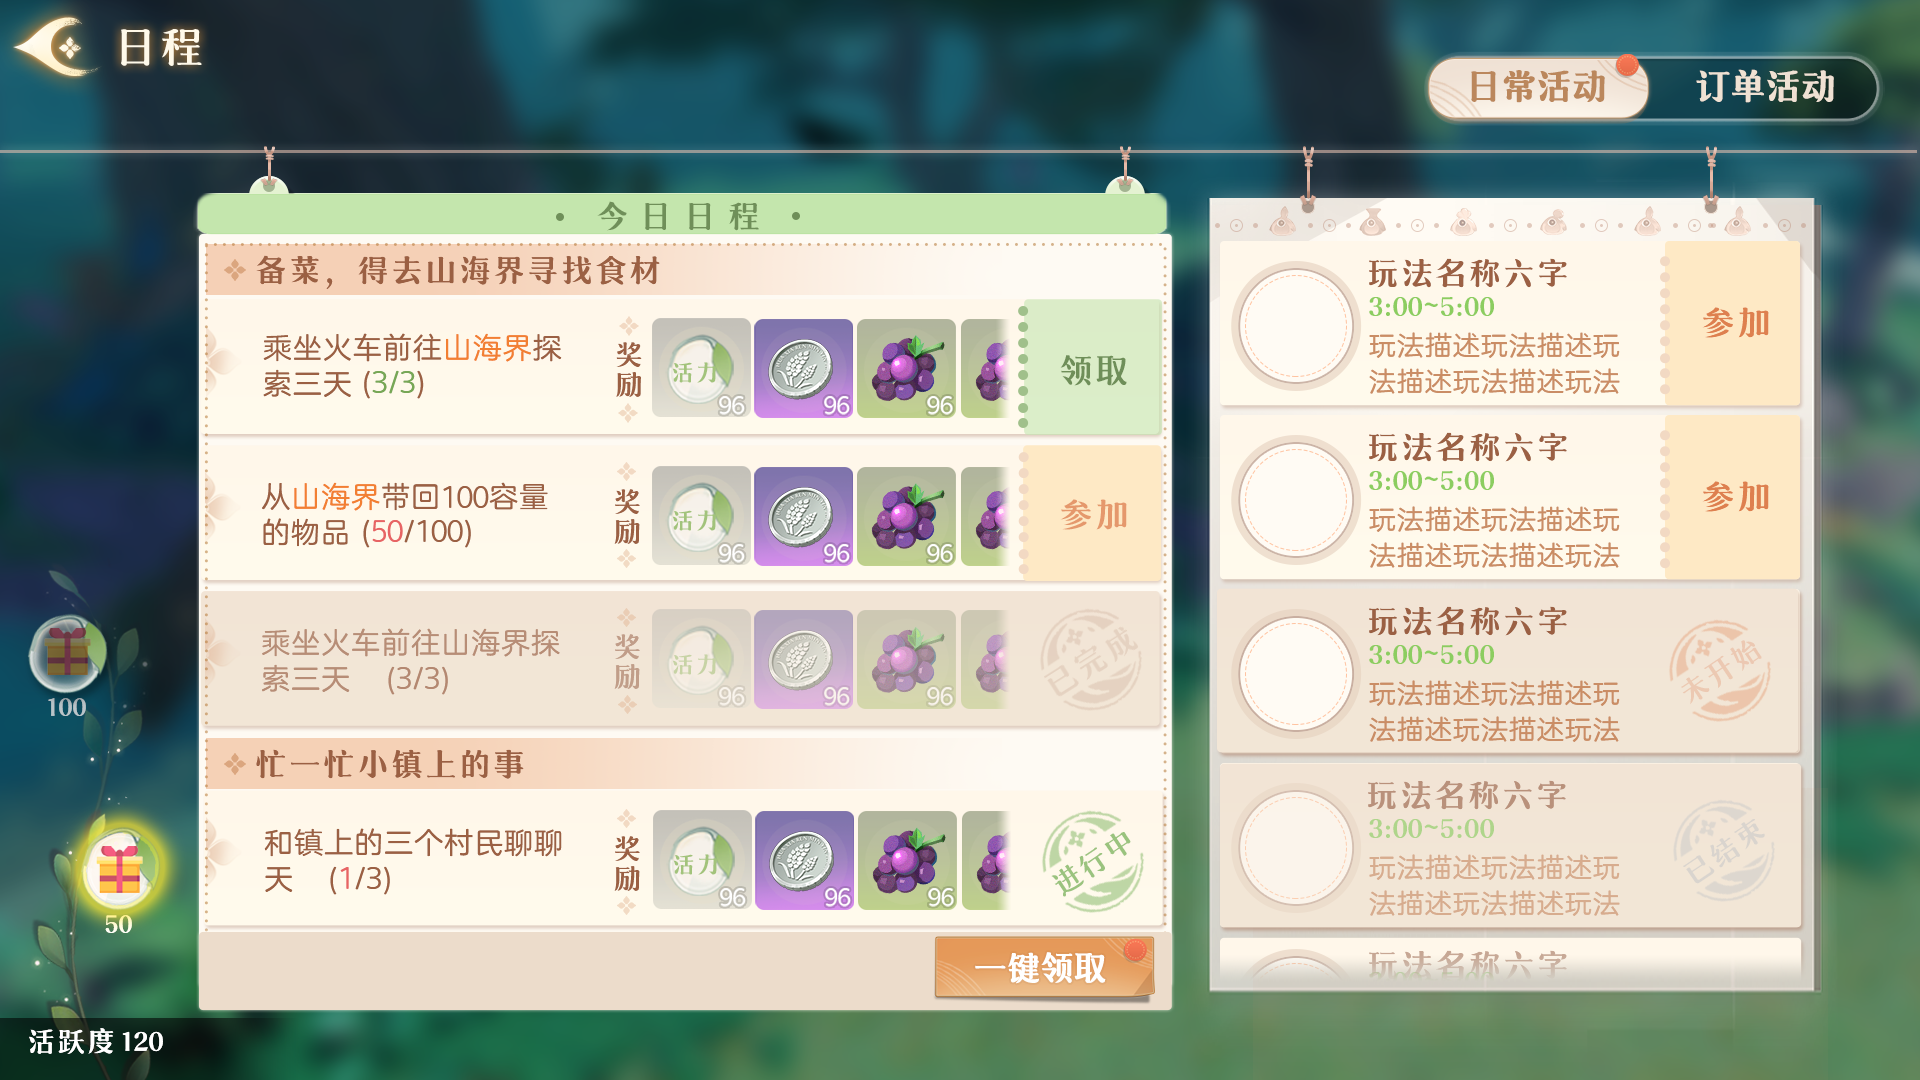 日程
日常活动
订单活动
· 今日日程 ·
备菜，得去山海界寻找食材
乘坐火车前往山海界探
索三天 (3/3)
奖励
活力
96
96
96
领取
从山海界带回100容量
的物品 (50/100)
奖励
活力
96
96
96
参加
乘坐火车前往山海界探
索三天 (3/3)
奖励
活力
96
96
96
已完成
忙一忙小镇上的事
和镇上的三个村民聊聊
天 (1/3)
奖励
活力
96
96
96
进行中
一键领取
玩法名称六字
3:00~5:00
玩法描述玩法描述玩
法描述玩法描述玩法
参加
玩法名称六字
3:00~5:00
玩法描述玩法描述玩
法描述玩法描述玩法
参加
玩法名称六字
3:00~5:00
玩法描述玩法描述玩
法描述玩法描述玩法
未开始
玩法名称六字
3:00~5:00
玩法描述玩法描述玩
法描述玩法描述玩法
已结束
玩法名称六字
100
50
活跃度 120